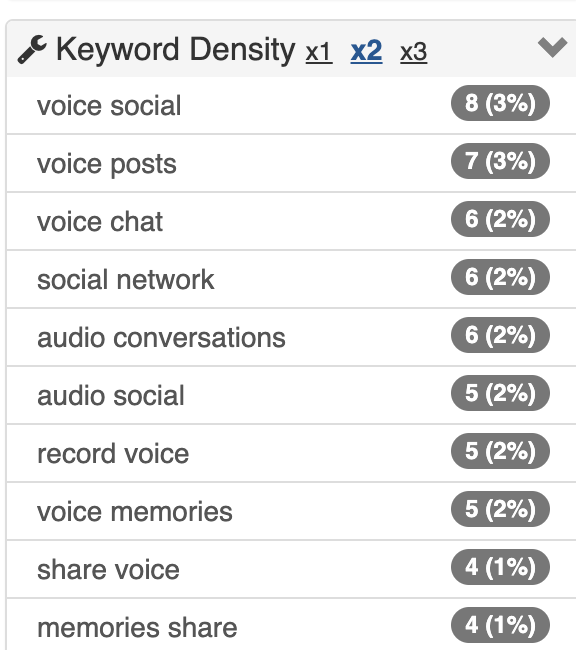 Keyword Density x1 x2 x3
voice social 8 (3%)
voice posts 7 (3%)
voice chat 6 (2%)
social network 6 (2%)
audio conversations 6 (2%)
audio social 5 (2%)
record voice 5 (2%)
voice memories 5 (2%)
share voice 4 (1%)
memories share 4 (1%)